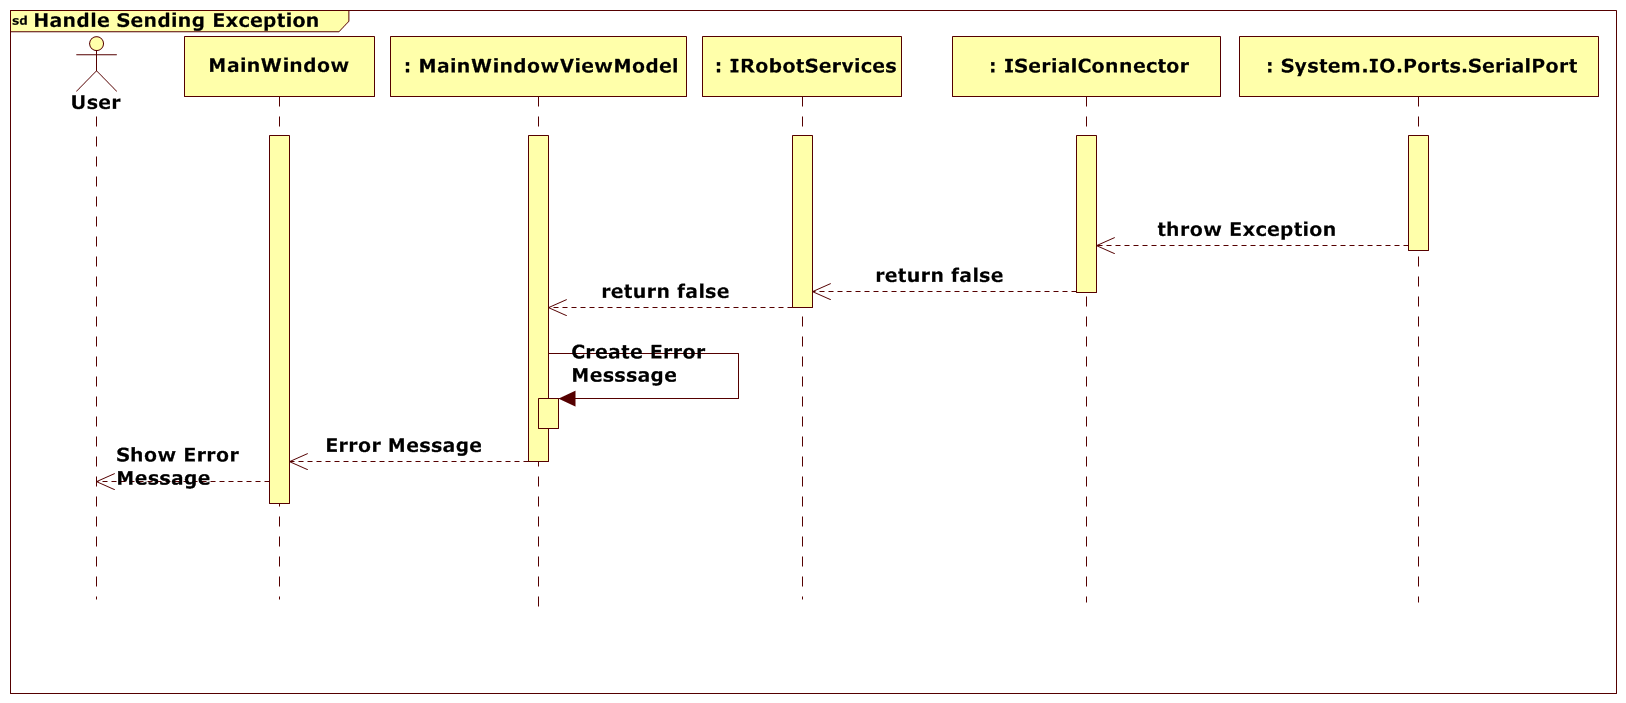 sd Handle Sending Exception
User
MainWindow
: MainWindowViewModel
: IRobotServices
: ISerialConnector
: System.IO.Ports.SerialPort
throw Exception
return false
return false
Create Error
Messsage
Error Message
Show Error
Message